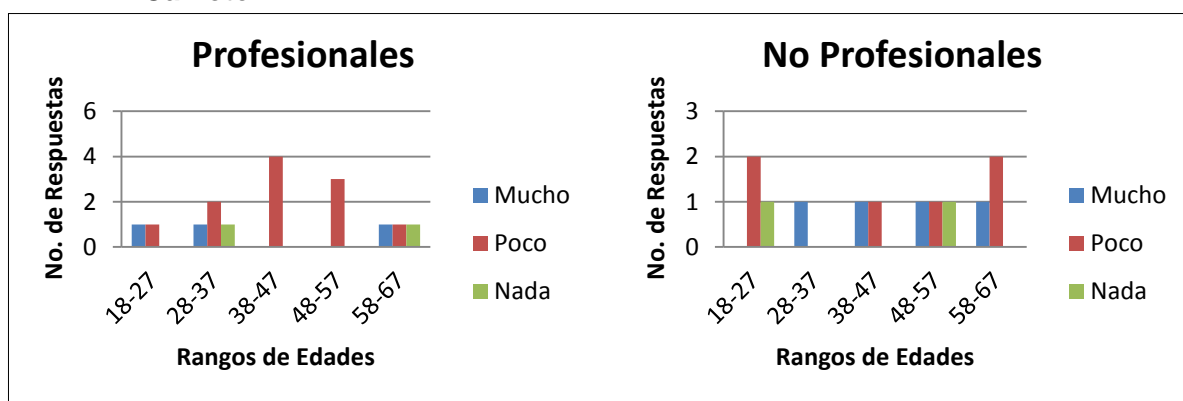 Profesionales
No. de Respuestas
6
4
2
0
18-27
28-37
38-47
48-57
58-67
Rangos de Edades
Mucho
Poco
Nada
No Profesionales
No. de Respuestas
3
2
1
0
18-27
28-37
38-47
48-57
58-67
Rangos de Edades
Mucho
Poco
Nada